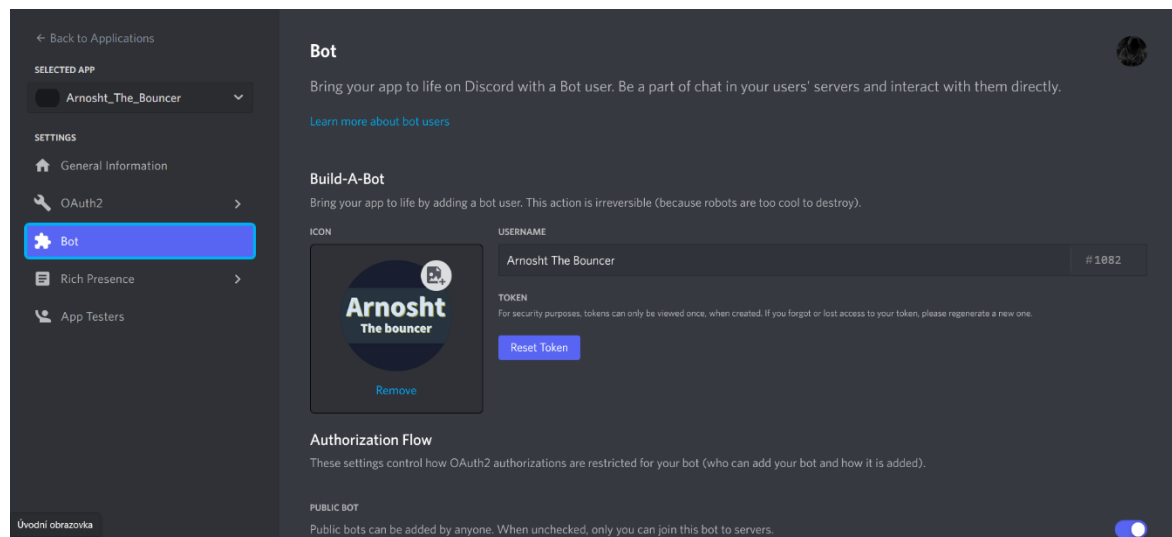 ← Back to Applications
SELECTED APP
Arnosht_The_Bouncer
SETTINGS
General Information
OAuth2
Bot
Rich Presence
App Testers
Úvodní obrazovka
Bot
Bring your app to life on Discord with a Bot user. Be a part of chat in your users' servers and interact with them directly.
Learn more about bot users
Build-A-Bot
Bring your app to life by adding a bot user. This action is irreversible (because robots are too cool to destroy).
ICON
Arnosht
The bouncer
Remove
USERNAME
Arnosht The Bouncer #1082
TOKEN
For security purposes, tokens can only be viewed once, when created. If you forgot or lost access to your token, please regenerate a new one.
Reset Token
Authorization Flow
These settings control how OAuth2 authorizations are restricted for your bot (who can add your bot and how it is added).
PUBLIC BOT
Public bots can be added by anyone. When unchecked, only you can join this bot to servers.